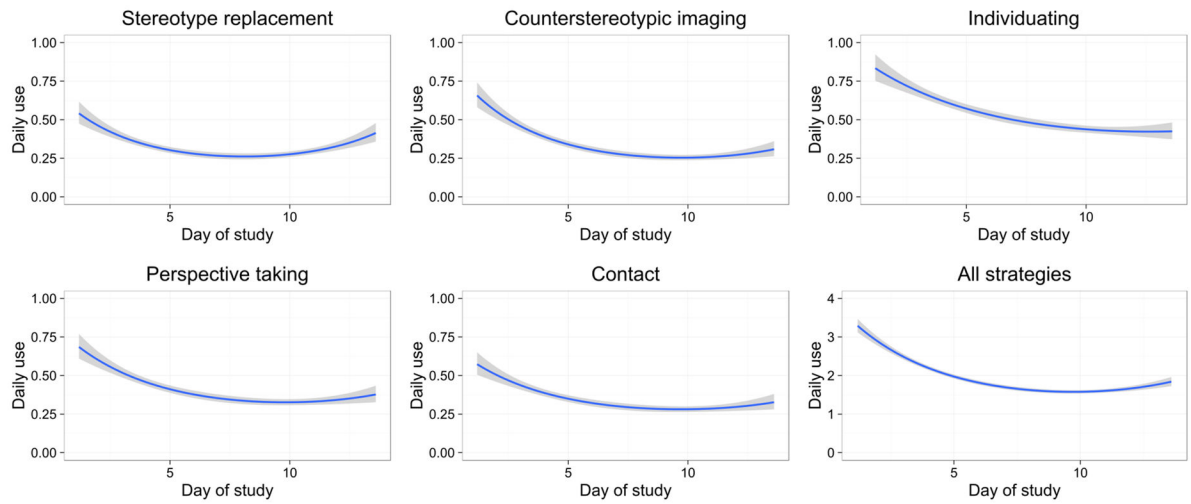 Stereotype replacement
Counterstereotypic imaging
Individuating
1.00
0.75
0.50
0.25
0.00
Daily use
5
10
Day of study
1.00
0.75
0.50
0.25
0.00
Daily use
5
10
Day of study
1.00
0.75
0.50
0.25
0.00
Daily use
5
10
Day of study
Perspective taking
Contact
All strategies
1.00
0.75
0.50
0.25
0.00
Daily use
5
10
Day of study
1.00
0.75
0.50
0.25
0.00
Daily use
5
10
Day of study
4
3
2
1
0
Daily use
5
10
Day of study